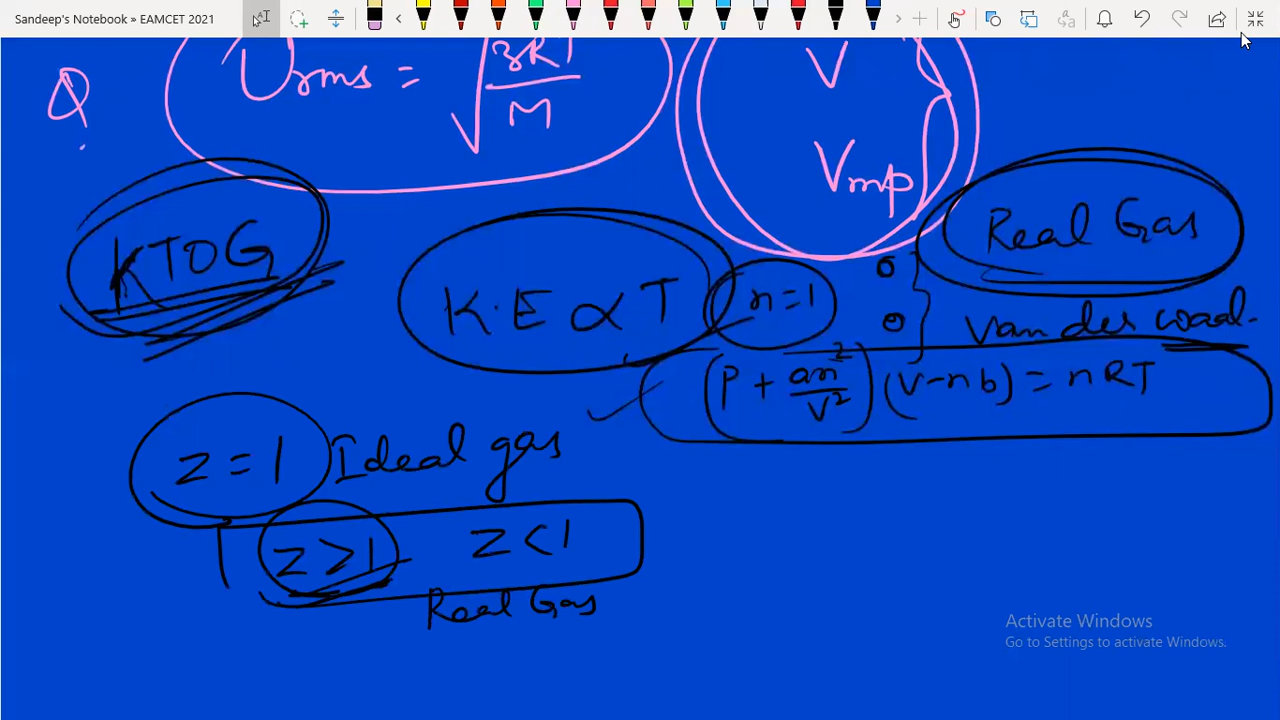 Sandeep's Notebook » EAMCET 2021
Q
Urms = √3RT/M
V
Vmp
KTOG
K.E ∝ T
n=1
Real Gas
Van der waal
(P + an²/V²)(V-nb) = nRT
z = 1 Ideal gas
z > 1 z < 1
Real Gas
Activate Windows
Go to Settings to activate Windows.